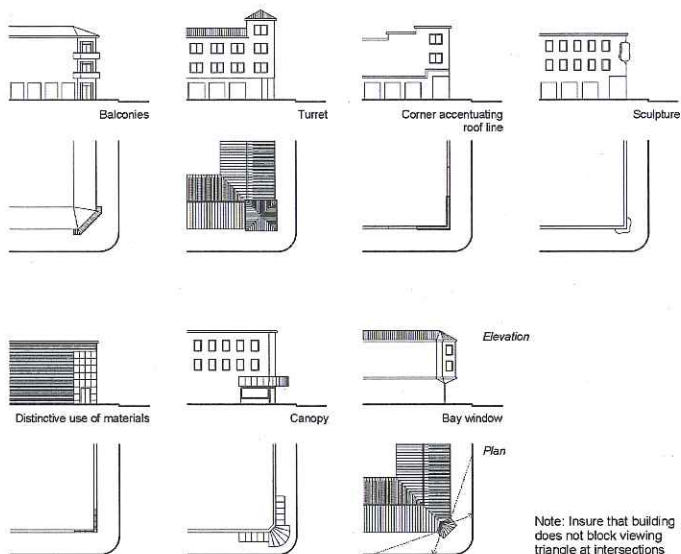 Balconies
Turret
Corner accentuating
roof line
Sculpture
Elevation
Distinctive use of materials
Canopy
Bay window
Plan
Note: Insure that building
does not block viewing
triangle at intersections